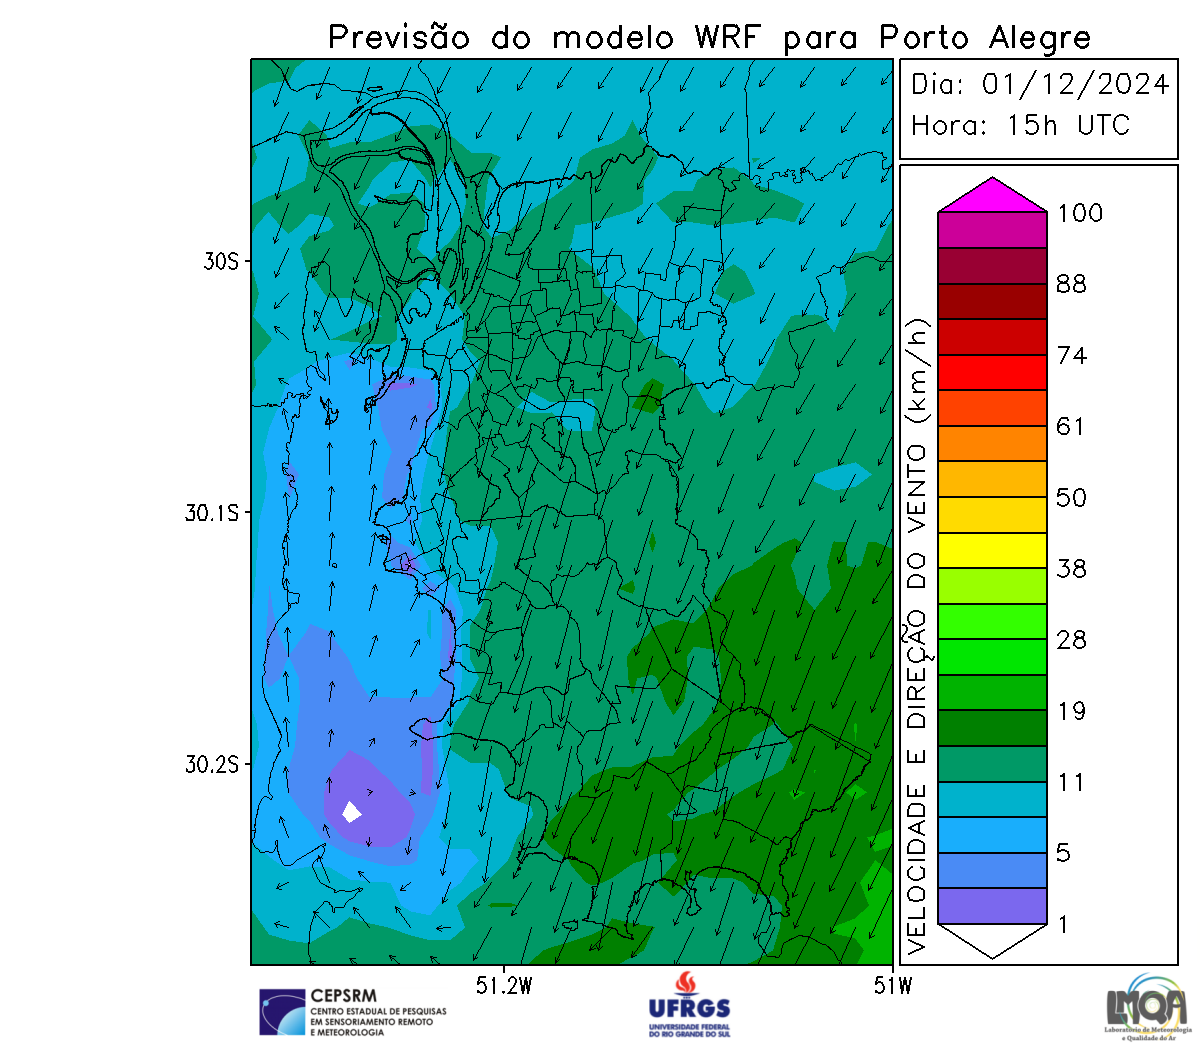 Previsão do modelo WRF para Porto Alegre
Dia: 01/12/2024
Hora: 15h UTC
30S
30.1S
30.2S
51.2W
51W
VELOCIDADE E DIREÇÃO DO VENTO (km/h)
100
88
74
61
50
38
28
19
11
5
1
CEPSRM
CENTRO ESTADUAL DE PESQUISAS
EM SENSORIAMENTO REMOTO
E METEOROLOGIA
UFRGS
UNIVERSIDADE FEDERAL
DO RIO GRANDE DO SUL
LMQA
Laboratório de Meteorologia
e Qualidade do Ar